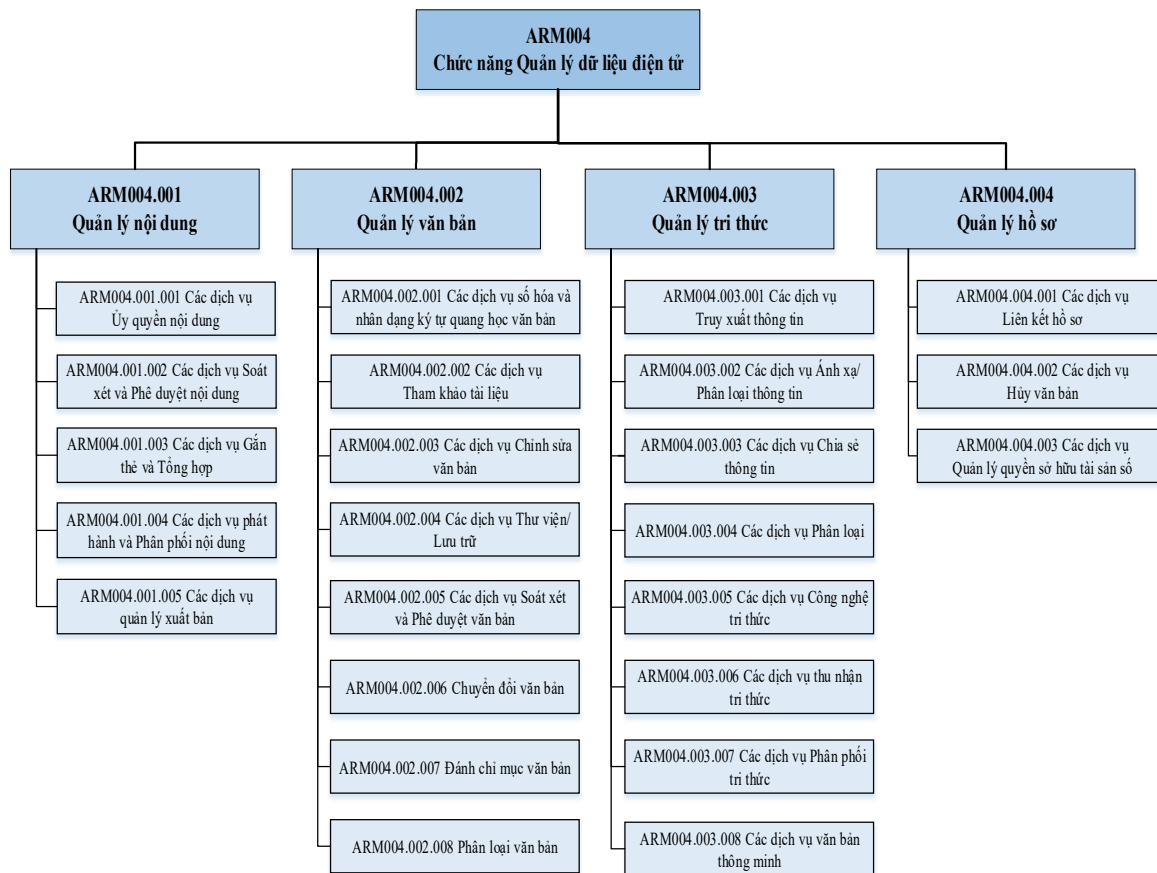 ARM004
Chức năng Quản lý dữ liệu điện tử
ARM004.001
Quản lý nội dung
ARM004.001.001 Các dịch vụ
Ủy quyền nội dung
ARM004.001.002 Các dịch vụ Soát
xét và Phê duyệt nội dung
ARM004.001.003 Các dịch vụ Gắn
thẻ và Tổng hợp
ARM004.001.004 Các dịch vụ phát
hành và Phân phối nội dung
ARM004.001.005 Các dịch vụ
quản lý xuất bản
ARM004.002
Quản lý văn bản
ARM004.002.001 Các dịch vụ số hóa và
nhân dạng ký tự quang học văn bản
ARM004.002.002 Các dịch vụ
Tham khảo tài liệu
ARM004.002.003 Các dịch vụ Chỉnh sửa
văn bản
ARM004.002.004 Các dịch vụ Thư viện/
Lưu trữ
ARM004.002.005 Các dịch vụ Soát xét
và Phê duyệt văn bản
ARM004.002.006 Chuyển đổi văn bản
ARM004.002.007 Đánh chỉ mục văn bản
ARM004.002.008 Phân loại văn bản
ARM004.003
Quản lý tri thức
ARM004.003.001 Các dịch vụ
Truy xuất thông tin
ARM004.003.002 Các dịch vụ Ánh xạ/
Phân loại thông tin
ARM004.003.003 Các dịch vụ Chia sẻ
thông tin
ARM004.003.004 Các dịch vụ Phân loại
ARM004.003.005 Các dịch vụ Công nghệ
tri thức
ARM004.003.006 Các dịch vụ thu nhận
tri thức
ARM004.003.007 Các dịch vụ Phân phối
tri thức
ARM004.003.008 Các dịch vụ văn bản
thông minh
ARM004.004
Quản lý hồ sơ
ARM004.004.001 Các dịch vụ
Liên kết hồ sơ
ARM004.004.002 Các dịch vụ
Hủy văn bản
ARM004.004.003 Các dịch vụ
Quản lý quyền sở hữu tài sản số